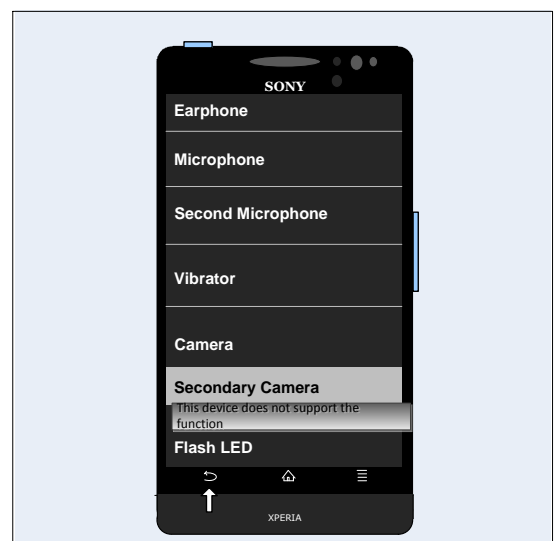 SONY
Earphone
Microphone
Second Microphone
Vibrator
Camera
Secondary Camera
This device does not support the
function
Flash LED
XPERIA